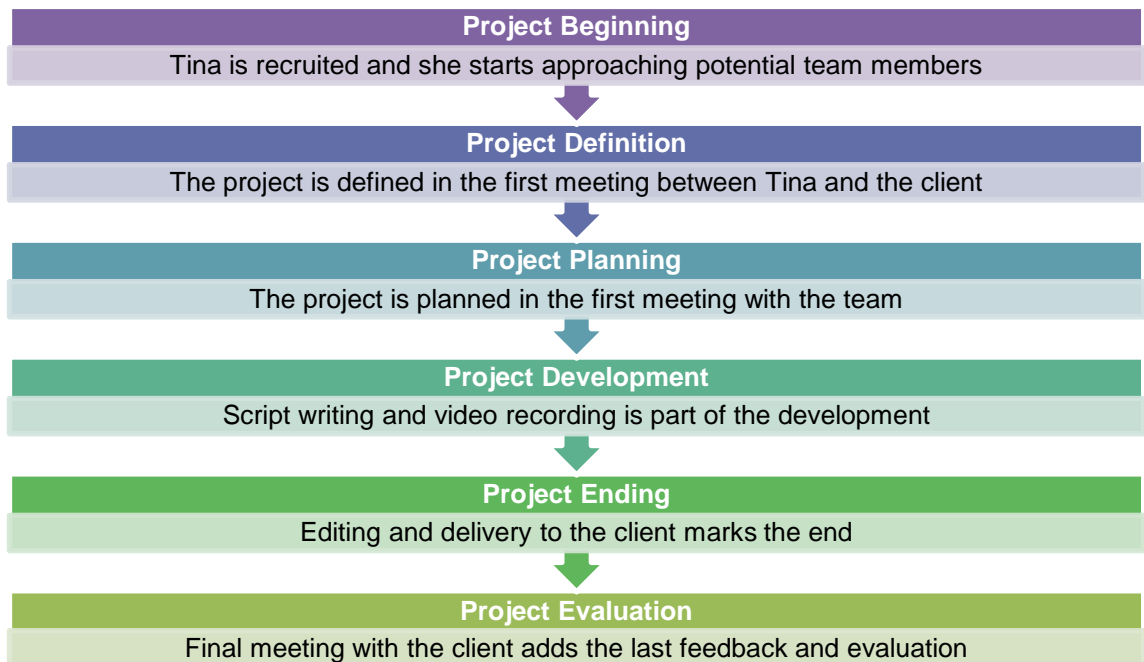 Project Beginning
Tina is recruited and she starts approaching potential team members
Project Definition
The project is defined in the first meeting between Tina and the client
Project Planning
The project is planned in the first meeting with the team
Project Development
Script writing and video recording is part of the development
Project Ending
Editing and delivery to the client marks the end
Project Evaluation
Final meeting with the client adds the last feedback and evaluation